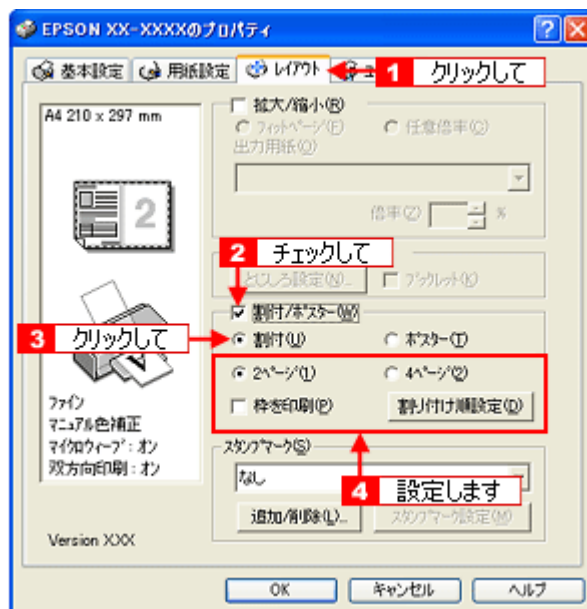 EPSON XX-XXXXのプロパティ
基本設定 用紙設定 レイアウト
1 クリックして
A4 210 x 297 mm
拡大/縮小(R)
フィットページ(F) 任意倍率(C)
出力用紙(O)
倍率(Z) %
2
2 チェックして
とじしろ設定(N)... ブックレット(K)
割付/ポスター(W)
3 クリックして
割付(U) ポスター(T)
2ページ(1) 4ページ(2)
枠を印刷(P) 割り付け順設定(D)
ファイン
マニュアル色補正
マイクロウィーブ：オン
双方向印刷：オン
スタンプマーク(S)
なし
4 設定します
追加/削除(L)... スタンプマーク設定(M)
Version XXX
OK キャンセル ヘルプ